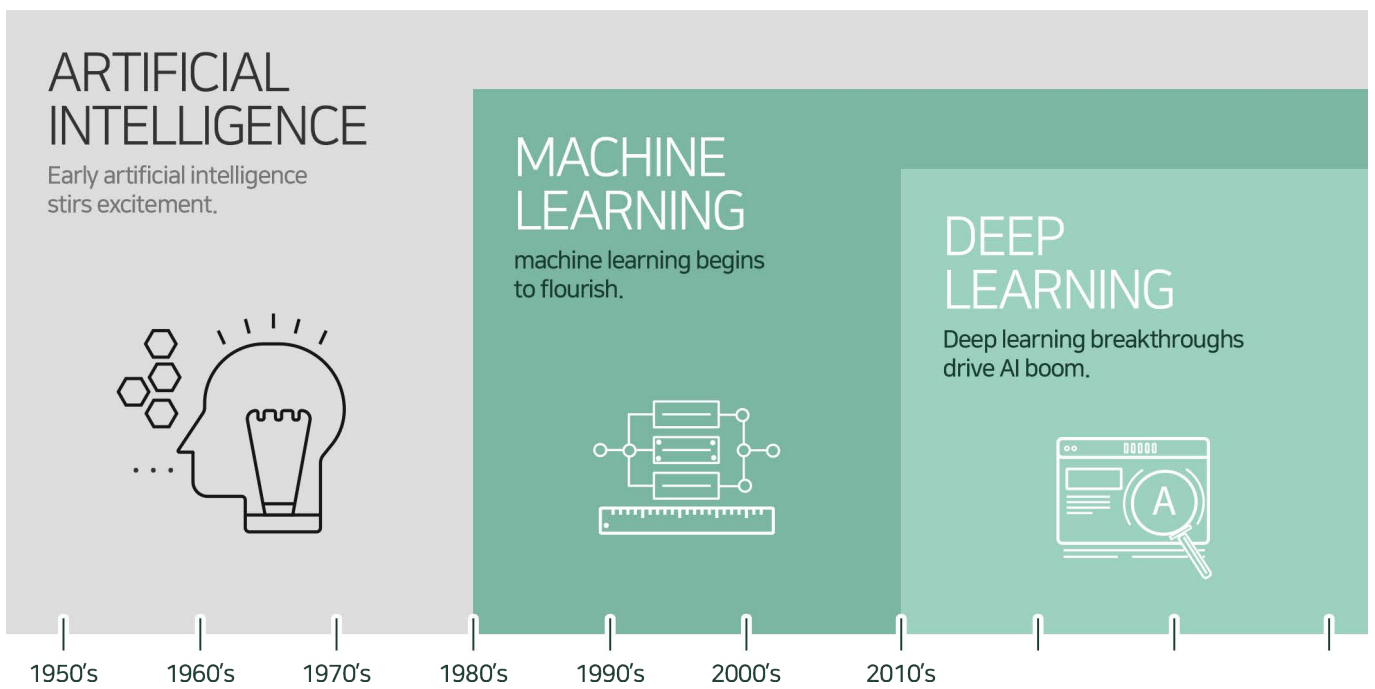 ARTIFICIAL
INTELLIGENCE
Early artificial intelligence
stirs excitement.
MACHINE
LEARNING
machine learning begins
to flourish.
DEEP
LEARNING
Deep learning breakthroughs
drive AI boom.
A
1950's 1960's 1970's 1980's 1990's 2000's 2010's